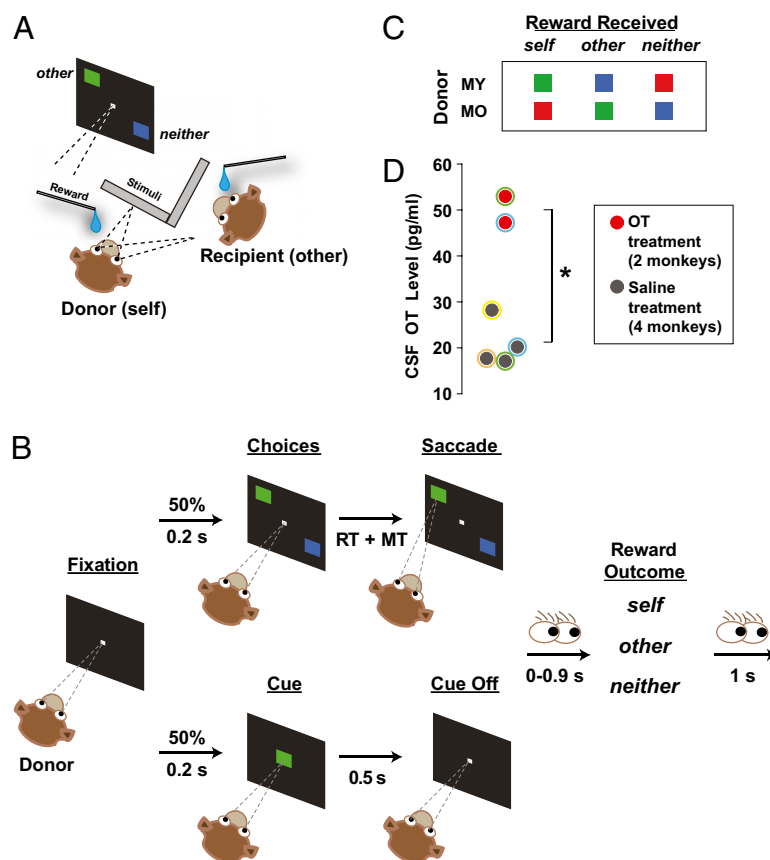 A
other
neither
Reward
Stimuli
Recipient (other)
Donor (self)
C
Reward Received
self other neither
Donor
MY
MO
D
CSF OT Level (pg/ml)
60
50
40
30
20
10
*
OT
treatment
(2 monkeys)
Saline
treatment
(4 monkeys)
B
Choices
Saccade
50%
0.2 s
RT + MT
Fixation
Donor
Reward
Outcome
self
other
neither
0-0.9 s
1 s
Cue
Cue Off
50%
0.2 s
0.5 s